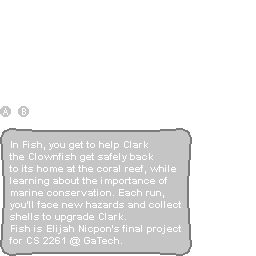 A B
In Fish, you get to help Clark
the Clownfish get safely back
to its home at the coral reef, while
learning about the importance of
marine conservation. Each run,
you'll face new hazards and collect
shells to upgrade Clark.
Fish is Elijah Niopon's final project
for CS 2261 @ GaTech.